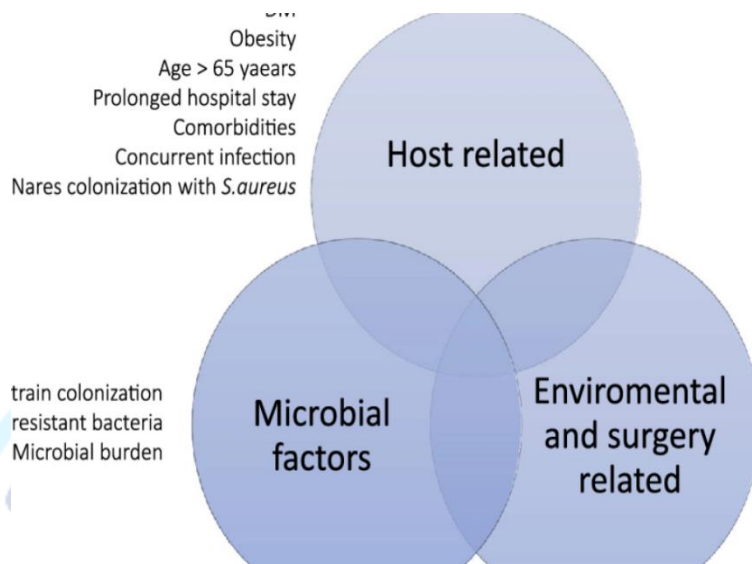 DM
Obesity
Age > 65 yaears
Prolonged hospital stay
Comorbidities
Concurrent infection
Nares colonization with S.aureus
Host related
train colonization
resistant bacteria
Microbial burden
Microbial
factors
Enviromental
and surgery
related